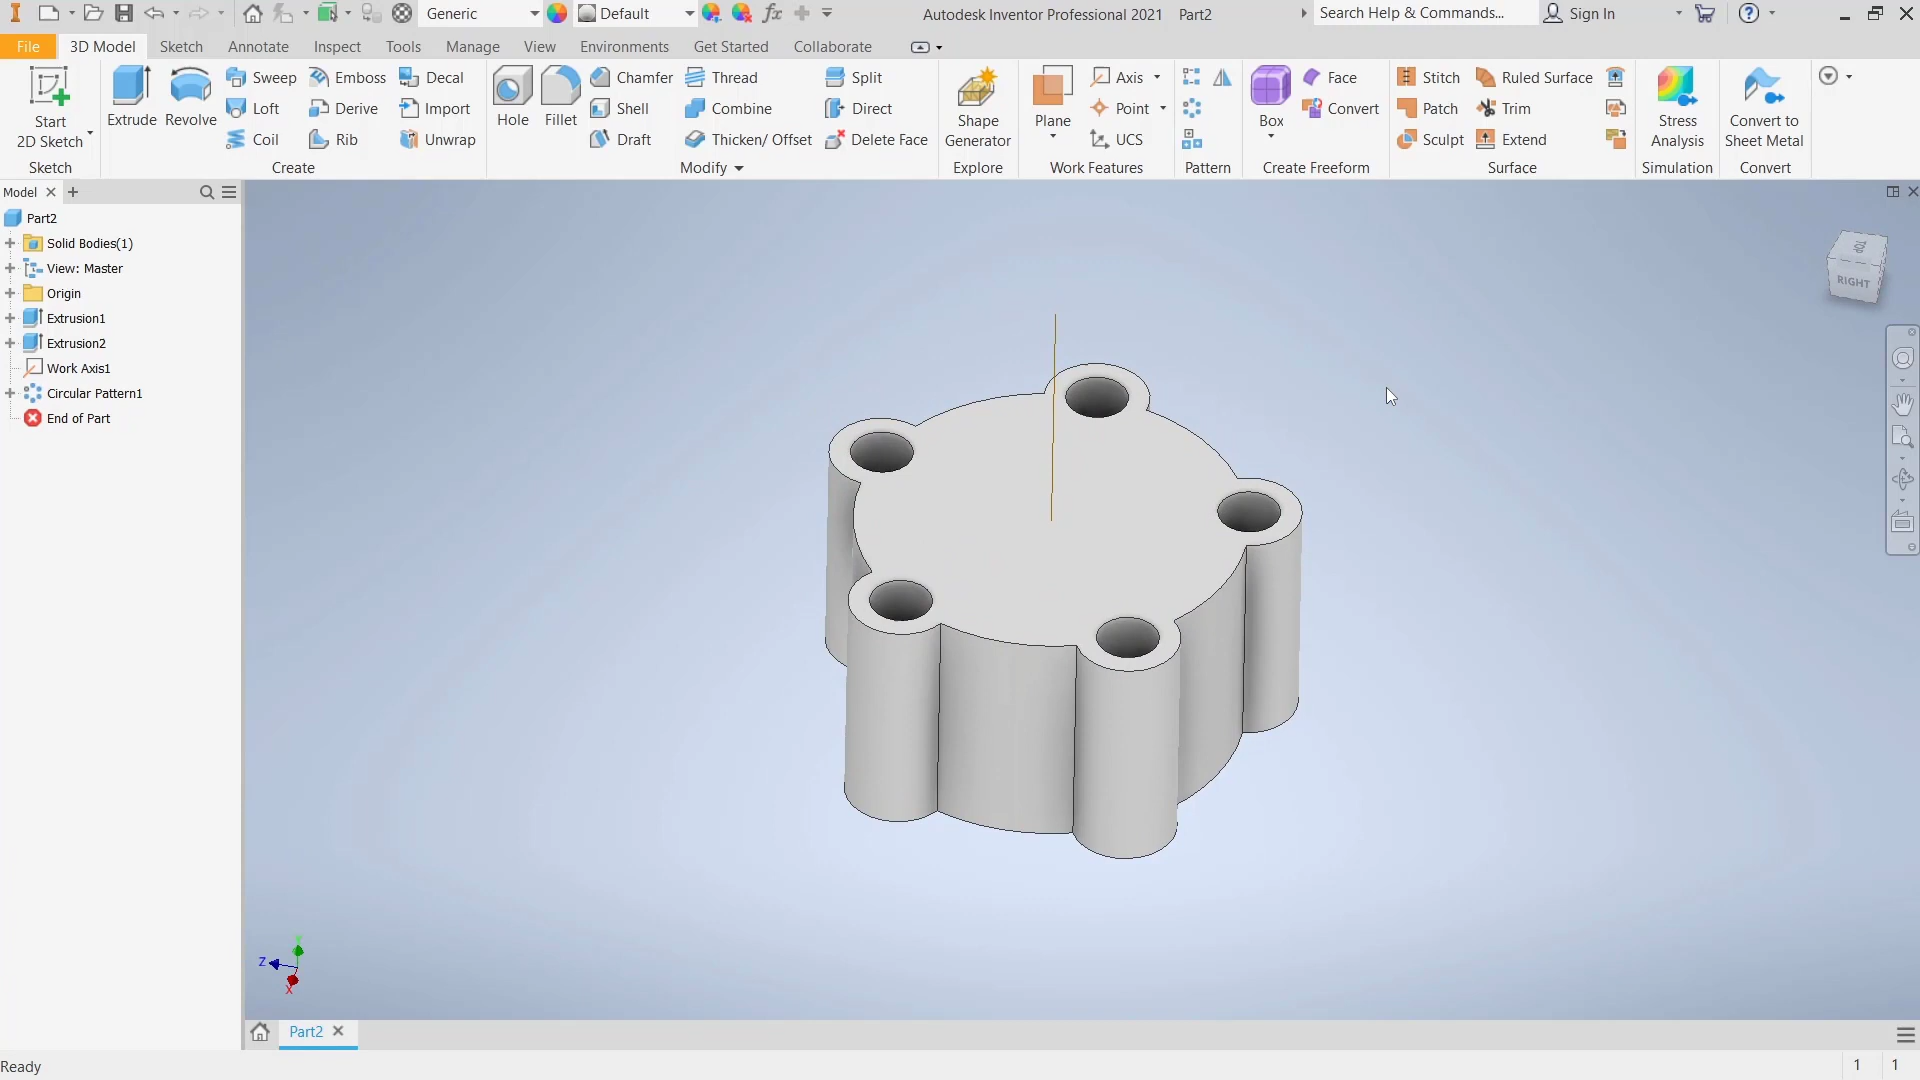 Generic
Default
Autodesk Inventor Professional 2021 Part2
Search Help & Commands...
Sign In
File 3D Model Sketch Annotate Inspect Tools Manage View Environments Get Started Collaborate
Start
2D Sketch
Sketch
Extrude
Revolve
Sweep
Loft
Coil
Emboss
Derive
Rib
Decal
Import
Unwrap
Create
Hole
Fillet
Chamfer
Shell
Draft
Thread
Combine
Thicken/ Offset
Split
Direct
Delete Face
Modify
Shape
Generator
Explore
Plane
Axis
Point
UCS
Work Features
Pattern
Box
Face
Convert
Create Freeform
Stitch
Patch
Sculpt
Ruled Surface
Trim
Extend
Surface
Stress
Analysis
Simulation
Convert to
Sheet Metal
Convert
Model
Part2
Solid Bodies(1)
View: Master
Origin
Extrusion1
Extrusion2
Work Axis1
Circular Pattern1
End of Part
TOP
RIGHT
Y
Z
X
Part2
Ready
1 1